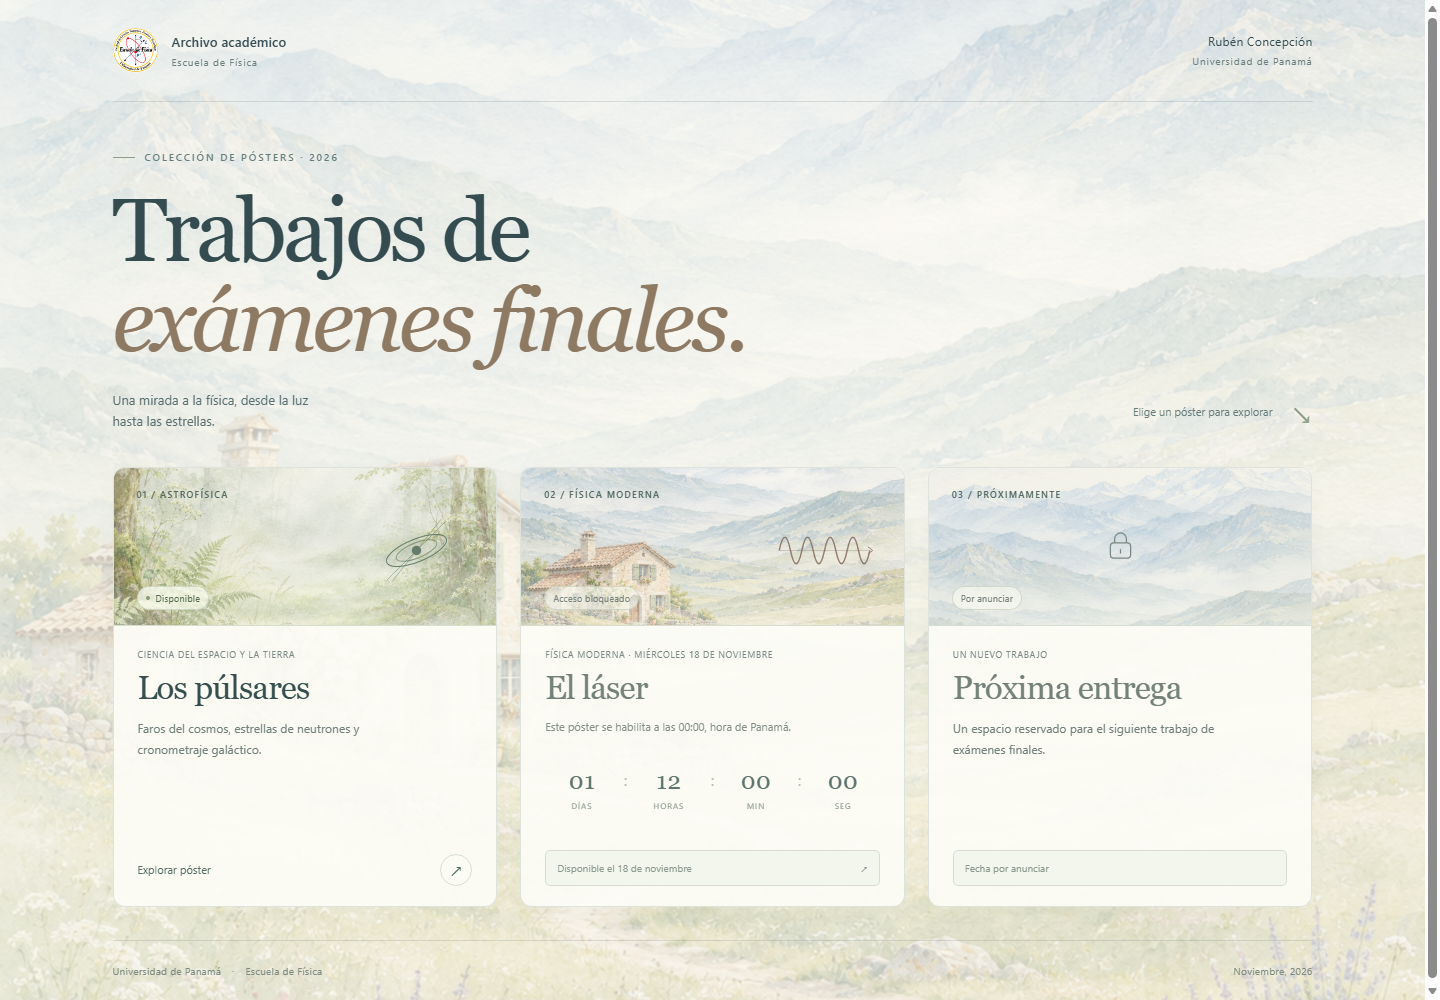 Archivo académico
Escuela de Física
Rubén Concepción
Universidad de Panamá
COLECCIÓN DE PÓSTERS · 2026
Trabajos de
exámenes finales.
Una mirada a la física, desde la luz
hasta las estrellas.
Elige un póster para explorar ↘
01 / ASTROFÍSICA
Disponible
CIENCIA DEL ESPACIO Y LA TIERRA
Los púlsares
Faros del cosmos, estrellas de neutrones y
cronometraje galáctico.
Explorar póster ↗
02 / FÍSICA MODERNA
Acceso bloqueado
FÍSICA MODERNA · MIÉRCOLES 18 DE NOVIEMBRE
El láser
Este póster se habilita a las 00:00, hora de Panamá.
01 : 12 : 00 : 00
DÍAS HORAS MIN SEG
Disponible el 18 de noviembre ↗
03 / PRÓXIMAMENTE
Por anunciar
UN NUEVO TRABAJO
Próxima entrega
Un espacio reservado para el siguiente trabajo de
exámenes finales.
Fecha por anunciar
Universidad de Panamá · Escuela de Física
Noviembre, 2026